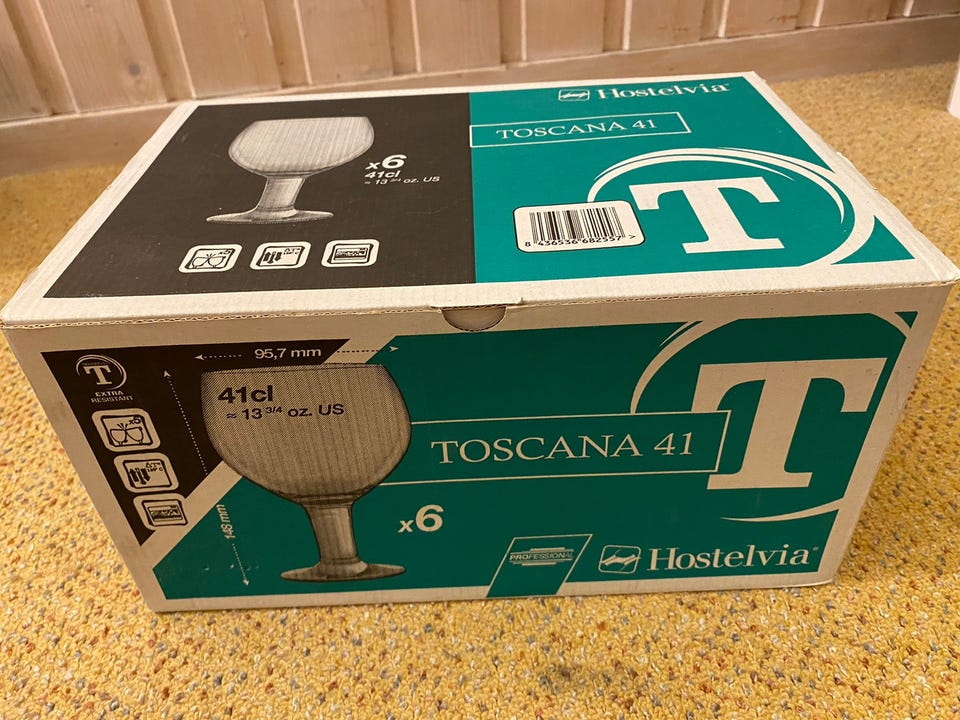 Hostelvia
TOSCANA 41
x6
41cl
≈ 13 3/4 oz. US
T
8 436536 682557 >
95,7 mm
T
EXTRA
RESISTANT
41cl
≈ 13 3/4 oz. US
x5
TOSCANA 41
T
148 mm
x6
PROFESSIONAL
Hostelvia®